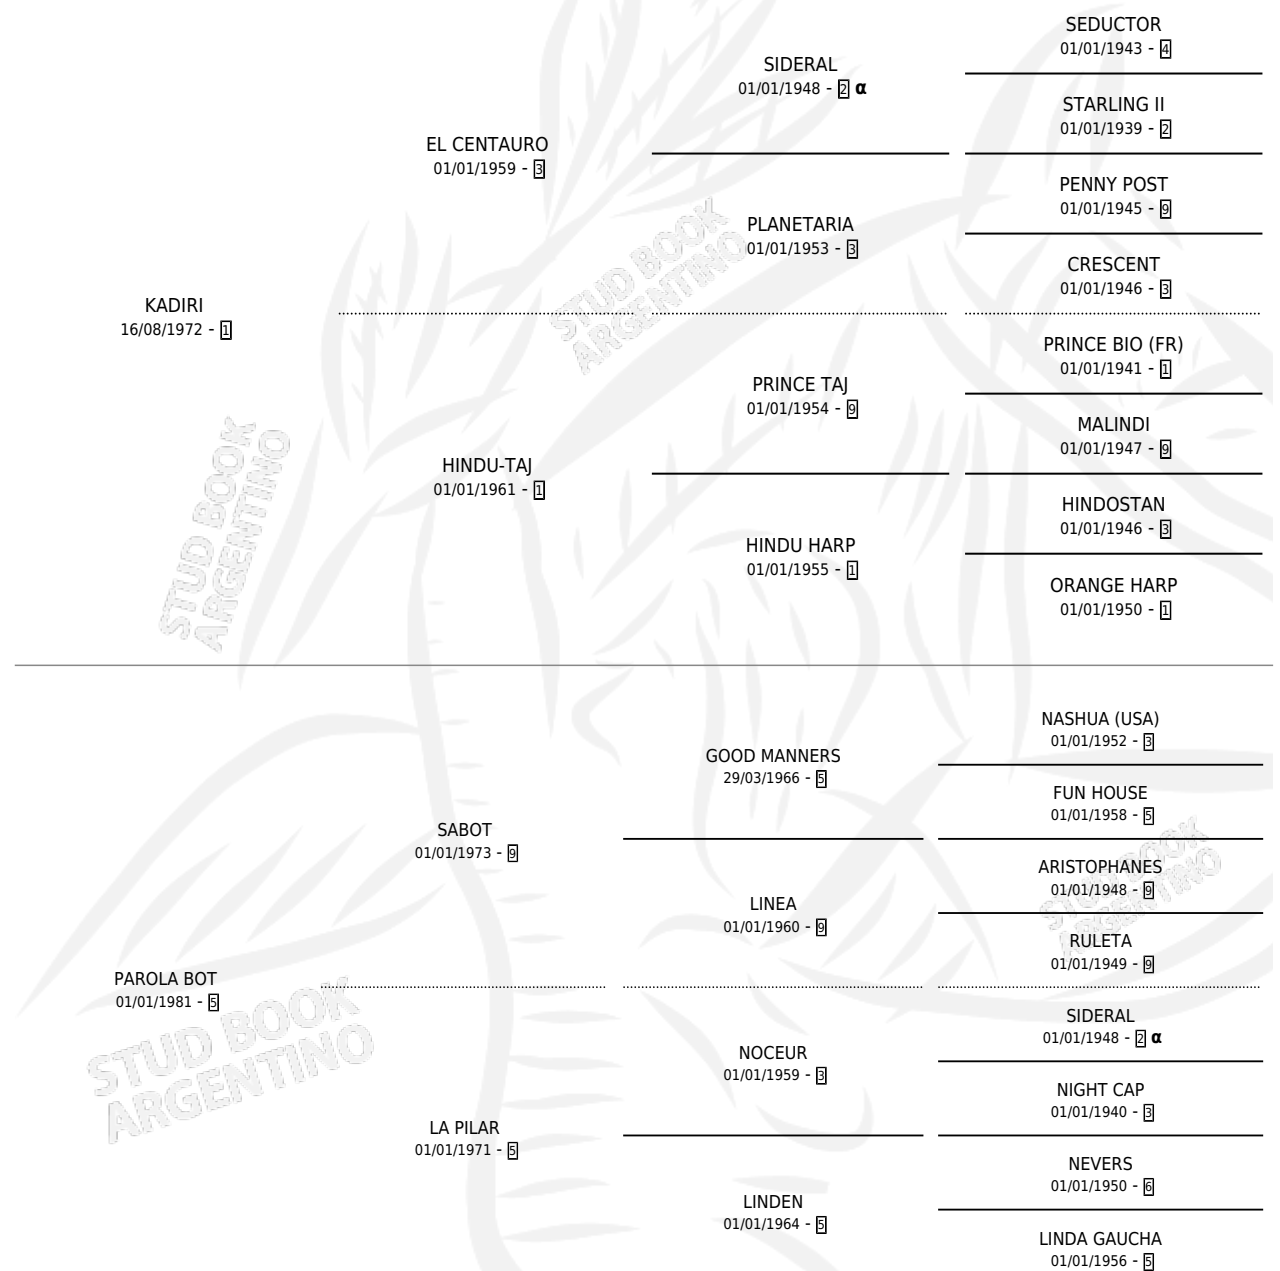 SEDUCTOR
01/01/1943 - 4
SIDERAL
01/01/1948 - 2 α
STARLING II
01/01/1939 - 2
EL CENTAURO
01/01/1959 - 3
PENNY POST
01/01/1945 - 9
PLANETARIA
01/01/1953 - 3
CRESCENT
01/01/1946 - 3
KADIRI
16/08/1972 - 1
PRINCE BIO (FR)
01/01/1941 - 1
PRINCE TAJ
01/01/1954 - 9
MALINDI
01/01/1947 - 9
HINDU-TAJ
01/01/1961 - 1
HINDOSTAN
01/01/1946 - 3
HINDU HARP
01/01/1955 - 1
ORANGE HARP
01/01/1950 - 1
STUD BOOK
ARGENTINO
STUD BOOK
ARGENTINO
NASHUA (USA)
01/01/1952 - 3
GOOD MANNERS
29/03/1966 - 5
FUN HOUSE
01/01/1958 - 5
SABOT
01/01/1973 - 9
ARISTOPHANES
01/01/1948 - 9
LINEA
01/01/1960 - 9
RULETA
01/01/1949 - 9
STUD BOOK
ARGENTINO
PAROLA BOT
01/01/1981 - 5
SIDERAL
01/01/1948 - 2 α
NOCEUR
01/01/1959 - 3
NIGHT CAP
01/01/1940 - 3
STUD BOOK
ARGENTINO
LA PILAR
01/01/1971 - 5
NEVERS
01/01/1950 - 6
LINDEN
01/01/1964 - 5
LINDA GAUCHA
01/01/1956 - 5